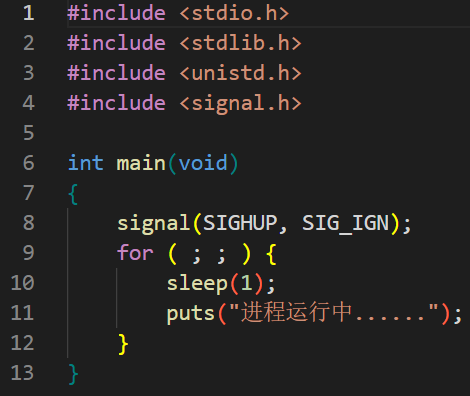 1 #include <stdio.h>
2 #include <stdlib.h>
3 #include <unistd.h>
4 #include <signal.h>
5
6 int main(void)
7 {
8     signal(SIGHUP, SIG_IGN);
9     for ( ; ; ) {
10         sleep(1);
11         puts("进程运行中......");
12     }
13 }